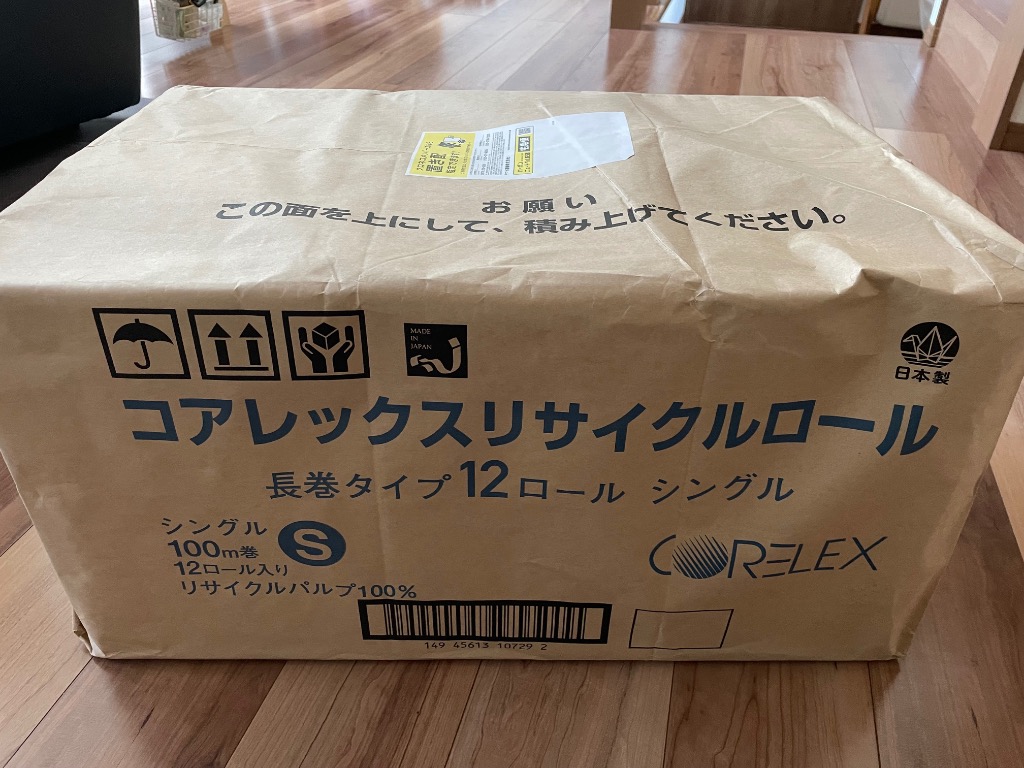 置き配
お願い
この面を上にして、積み上げてください。
MADE
IN
JAPAN
日本製
コアレックスリサイクルロール
長巻タイプ12ロール シングル
シングル
100m巻
12ロール入り
S
リサイクルパルプ100%
CORELEX
149 45613 10729 2